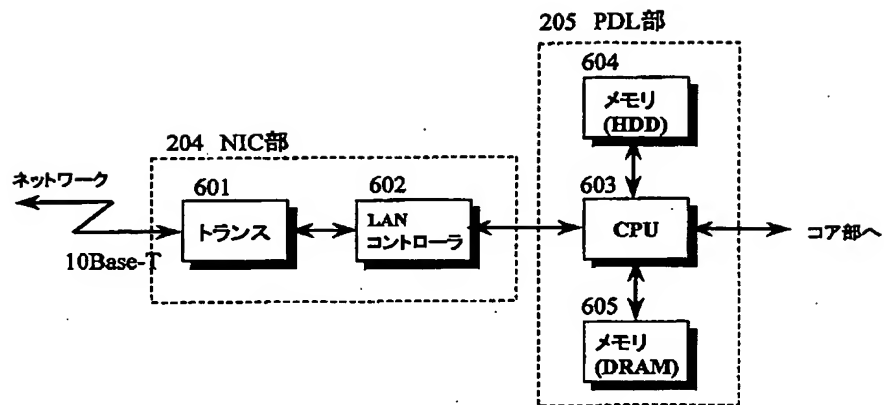 205 PDL部
604
メモリ
(HDD)
204 NIC部
ネットワーク
601
トランス
602
LAN
コントローラ
603
CPU
コア部へ
10Base-T
605
メモリ
(DRAM)